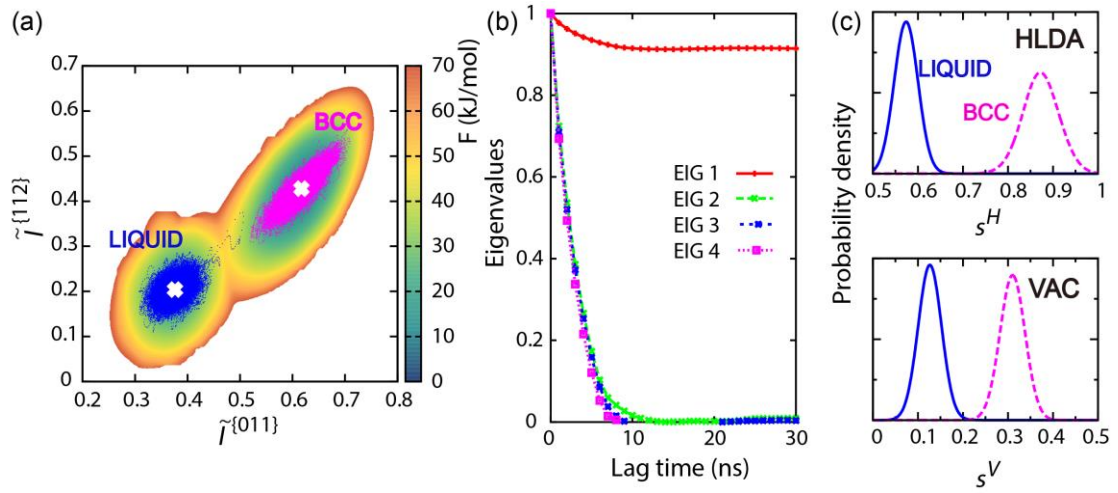 (a)
0.7
0.6
0.5
0.4
0.3
0.2
0.1
0
Ĩ{112}
LIQUID
BCC
0.2 0.3 0.4 0.5 0.6 0.7 0.8
Ĩ{011}
70
60
50
40
30
20
10
0
F (kJ/mol)
(b)
1
0.8
0.6
0.4
0.2
0
Eigenvalues
EIG 1
EIG 2
EIG 3
EIG 4
0 10 20 30
Lag time (ns)
(c)
Probability density
HLDA
LIQUID
BCC
0.5 0.6 0.7 0.8 0.9 1
sH
VAC
0 0.1 0.2 0.3 0.4 0.5
sV